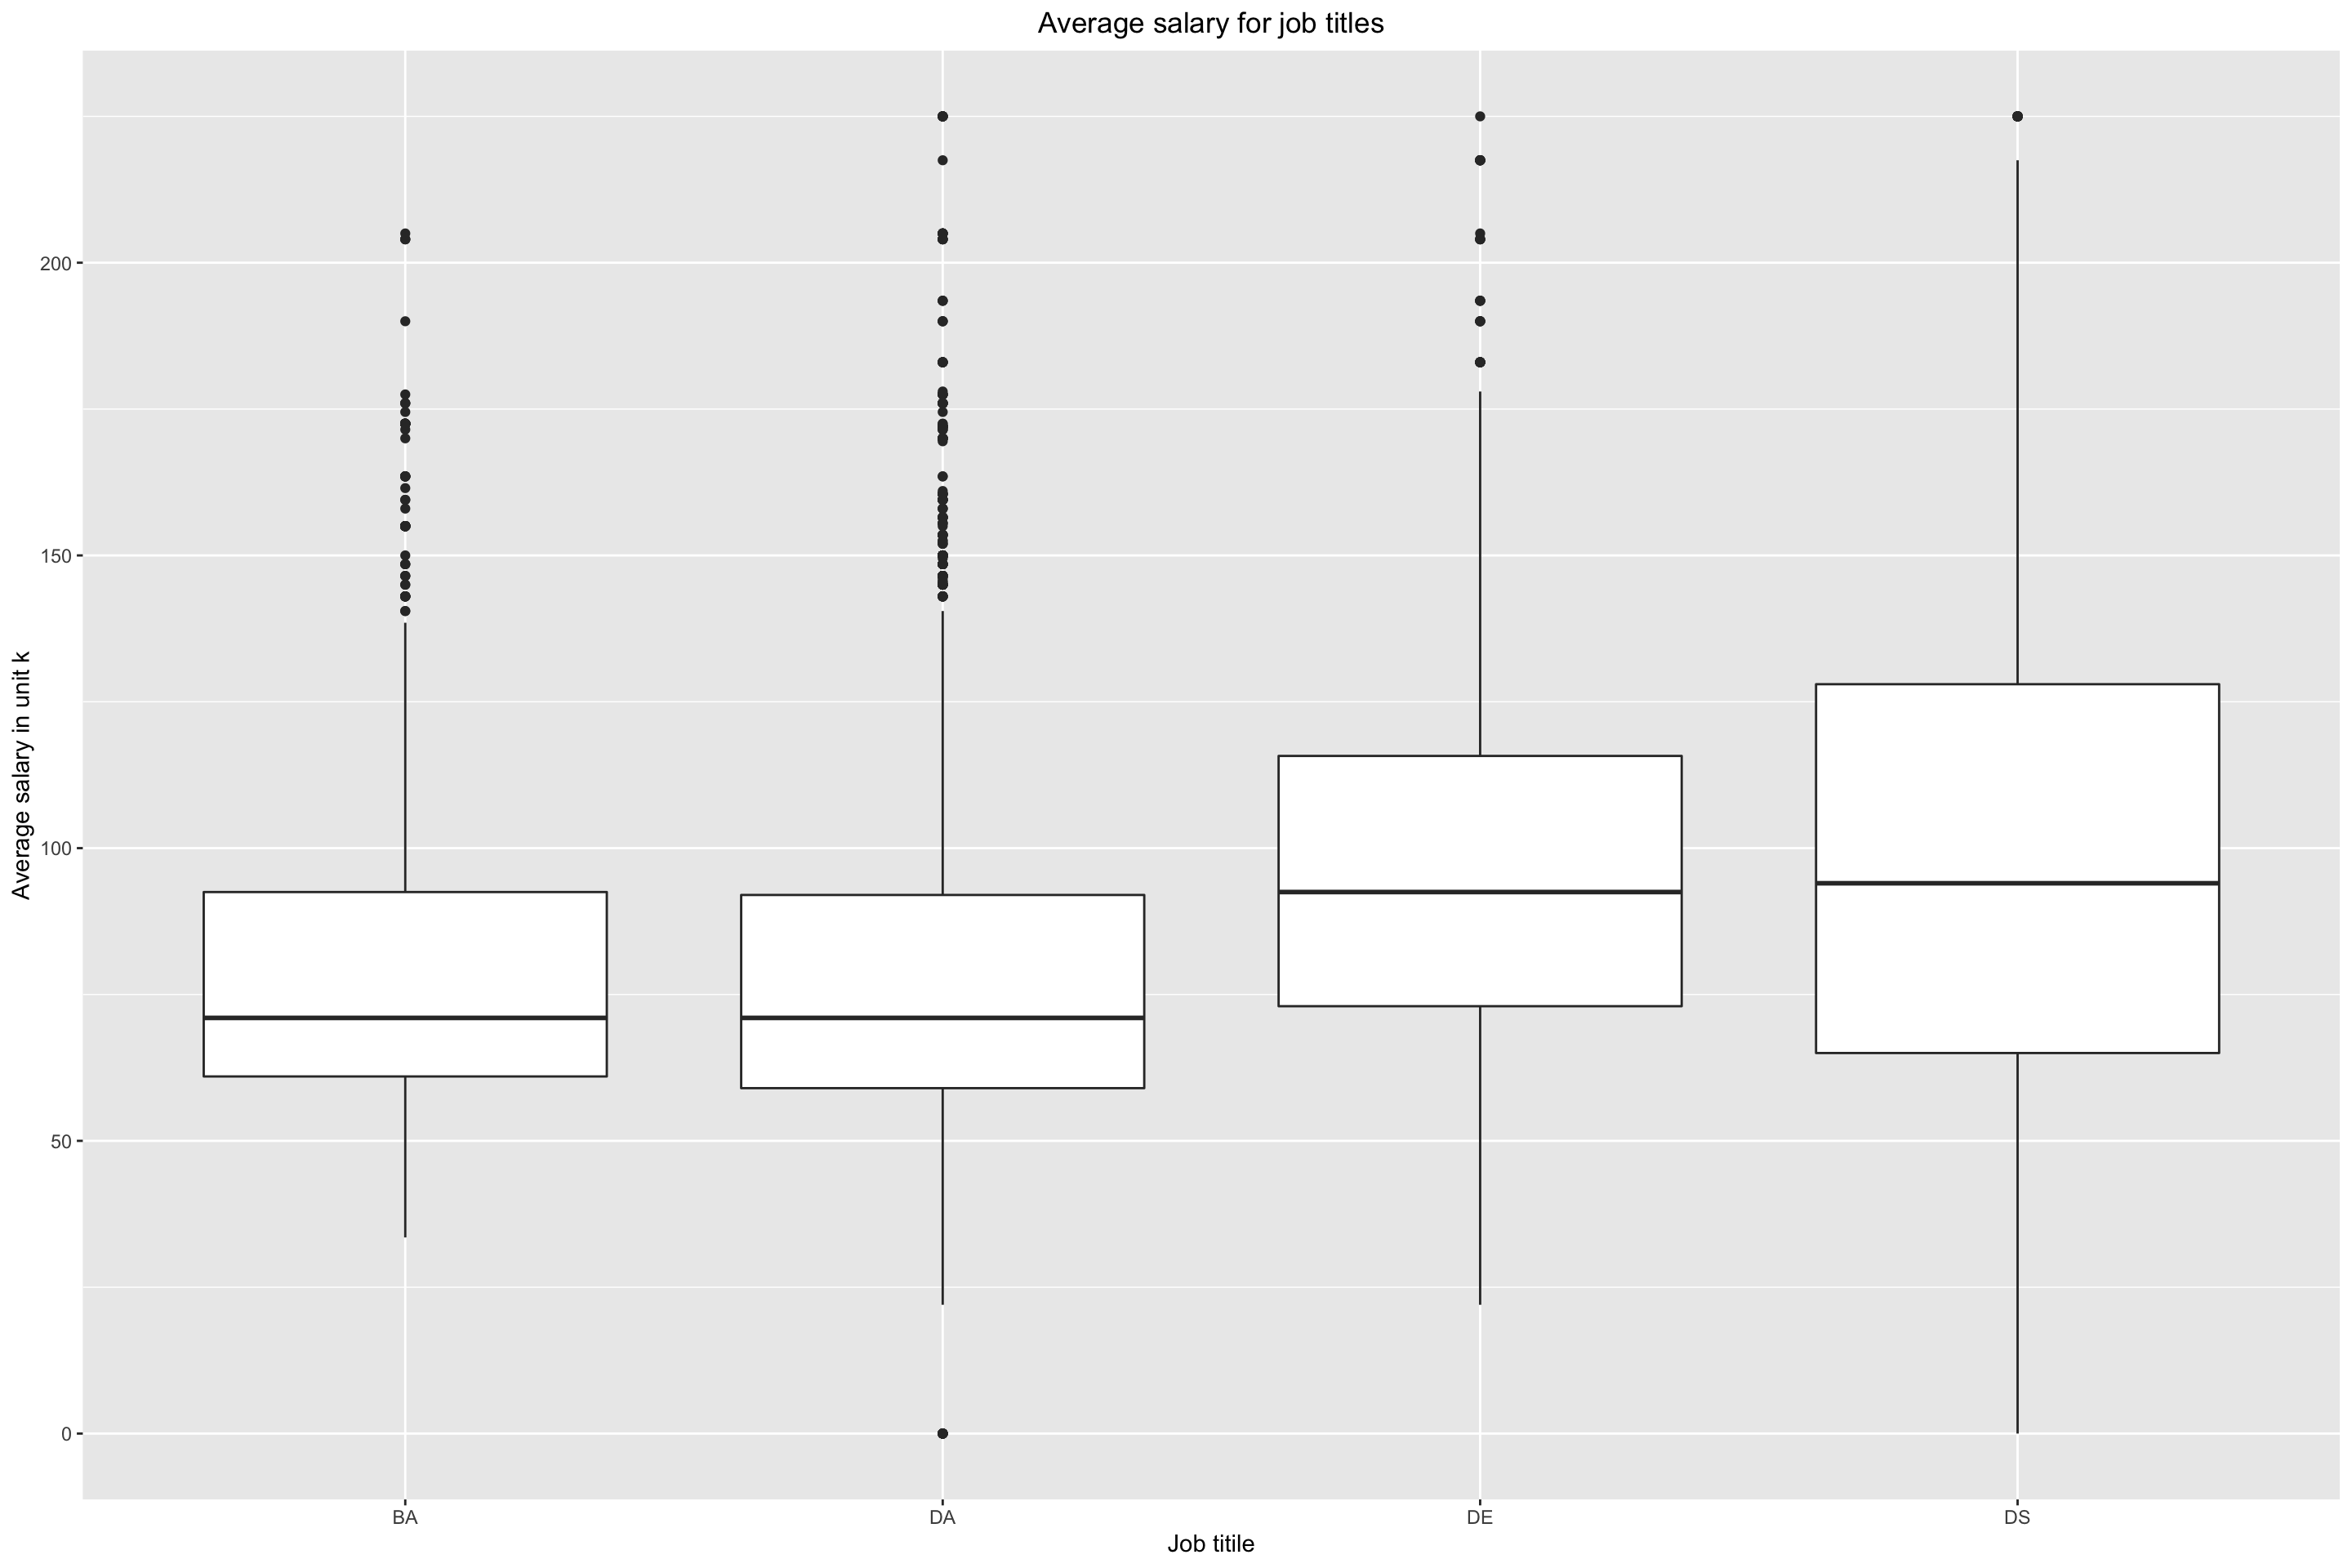 Average salary for job titles
Average salary in unit k
200
150
100
50
0
BA
DA
DE
DS
Job titile